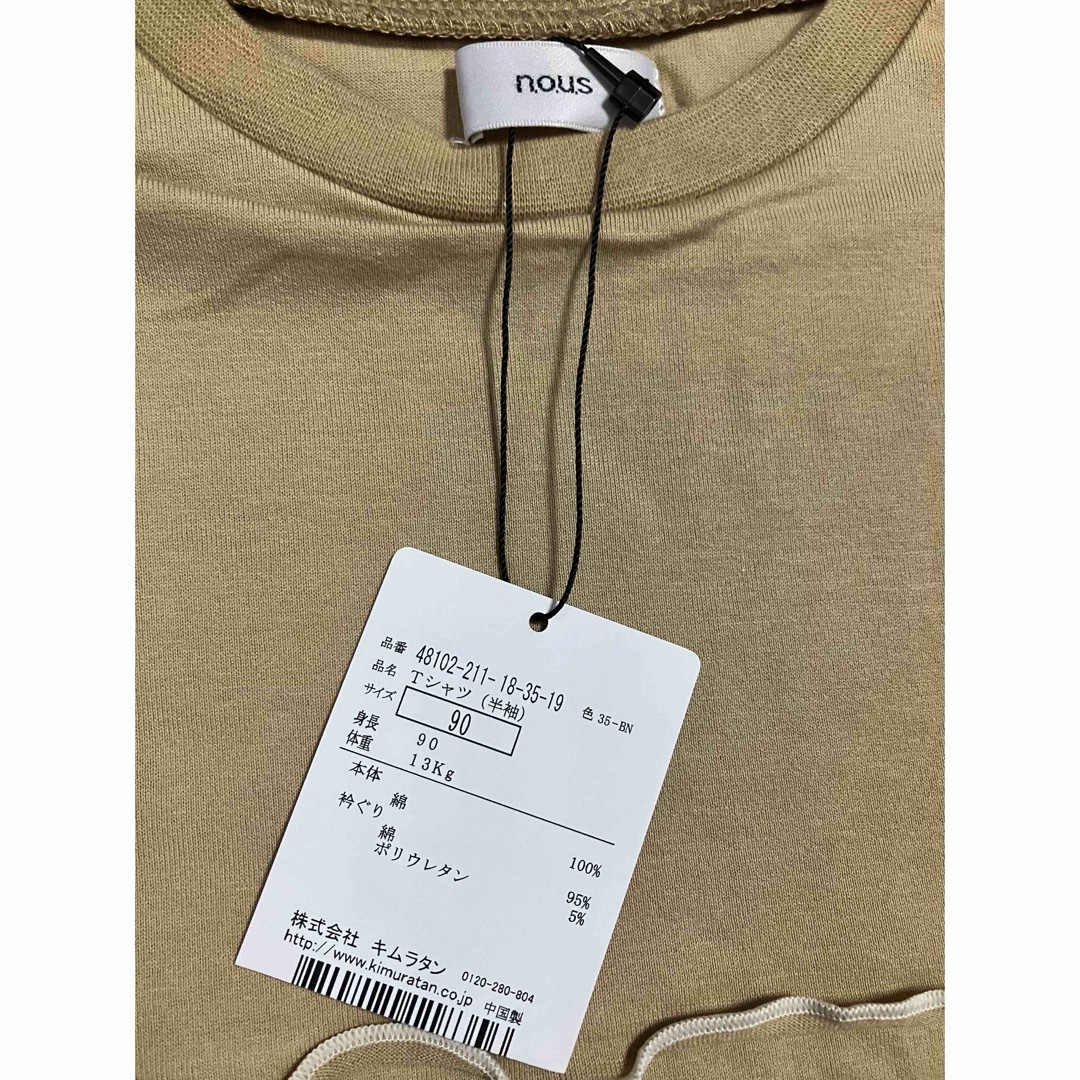 n.o.u.s
品番 48102-211-18-35-19 色 35-BN
品名 Tシャツ (半袖)
サイズ 90
身長 90
体重 13Kg
本体
綿 100%
衿ぐり
綿 95%
ポリウレタン 5%
株式会社 キムラタン 0120-280-804
http://www.kimuratan.co.jp 中国製